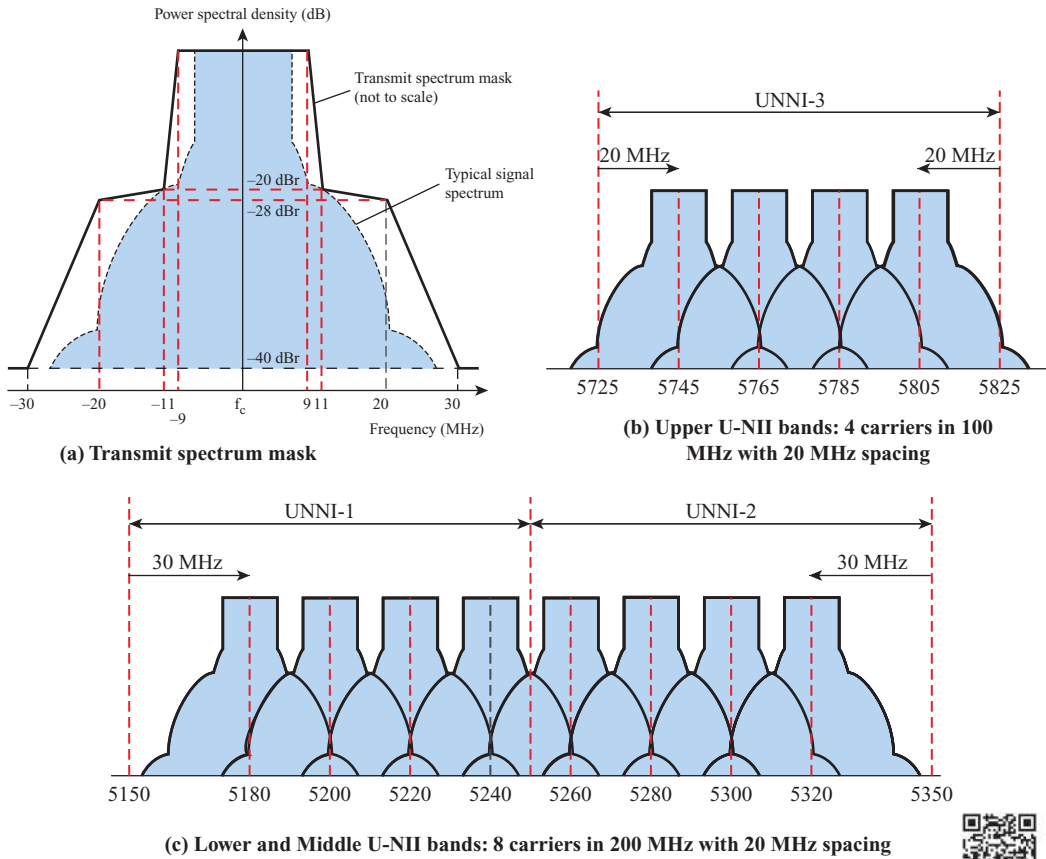 Power spectral density (dB)
Transmit spectrum mask
(not to scale)
–20 dBr
–28 dBr
Typical signal
spectrum
–40 dBr
–30 –20 –11 –9 fc 9 11 20 30
Frequency (MHz)
(a) Transmit spectrum mask
UNNI-3
20 MHz 20 MHz
5725 5745 5765 5785 5805 5825
(b) Upper U-NII bands: 4 carriers in 100
MHz with 20 MHz spacing
UNNI-1 UNNI-2
30 MHz 30 MHz
5150 5180 5200 5220 5240 5260 5280 5300 5320 5350
(c) Lower and Middle U-NII bands: 8 carriers in 200 MHz with 20 MHz spacing